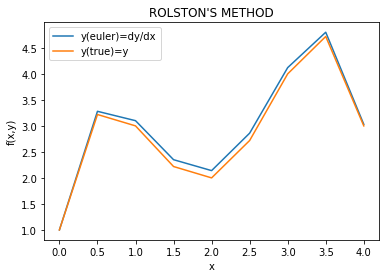 ROLSTON'S METHOD
y(euler)=dy/dx
y(true)=y
f(x,y)
4.5
4.0
3.5
3.0
2.5
2.0
1.5
1.0
0.0 0.5 1.0 1.5 2.0 2.5 3.0 3.5 4.0
x